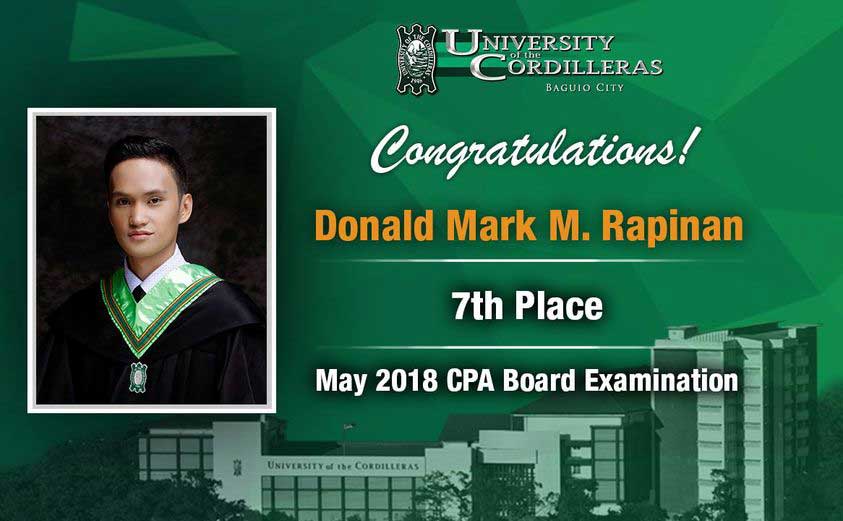 UNIVERSITY
of the
CORDILLERAS
BAGUIO CITY
Congratulations!
Donald Mark M. Rapinan
7th Place
May 2018 CPA Board Examination
UNIVERSITY of the CORDILLERAS